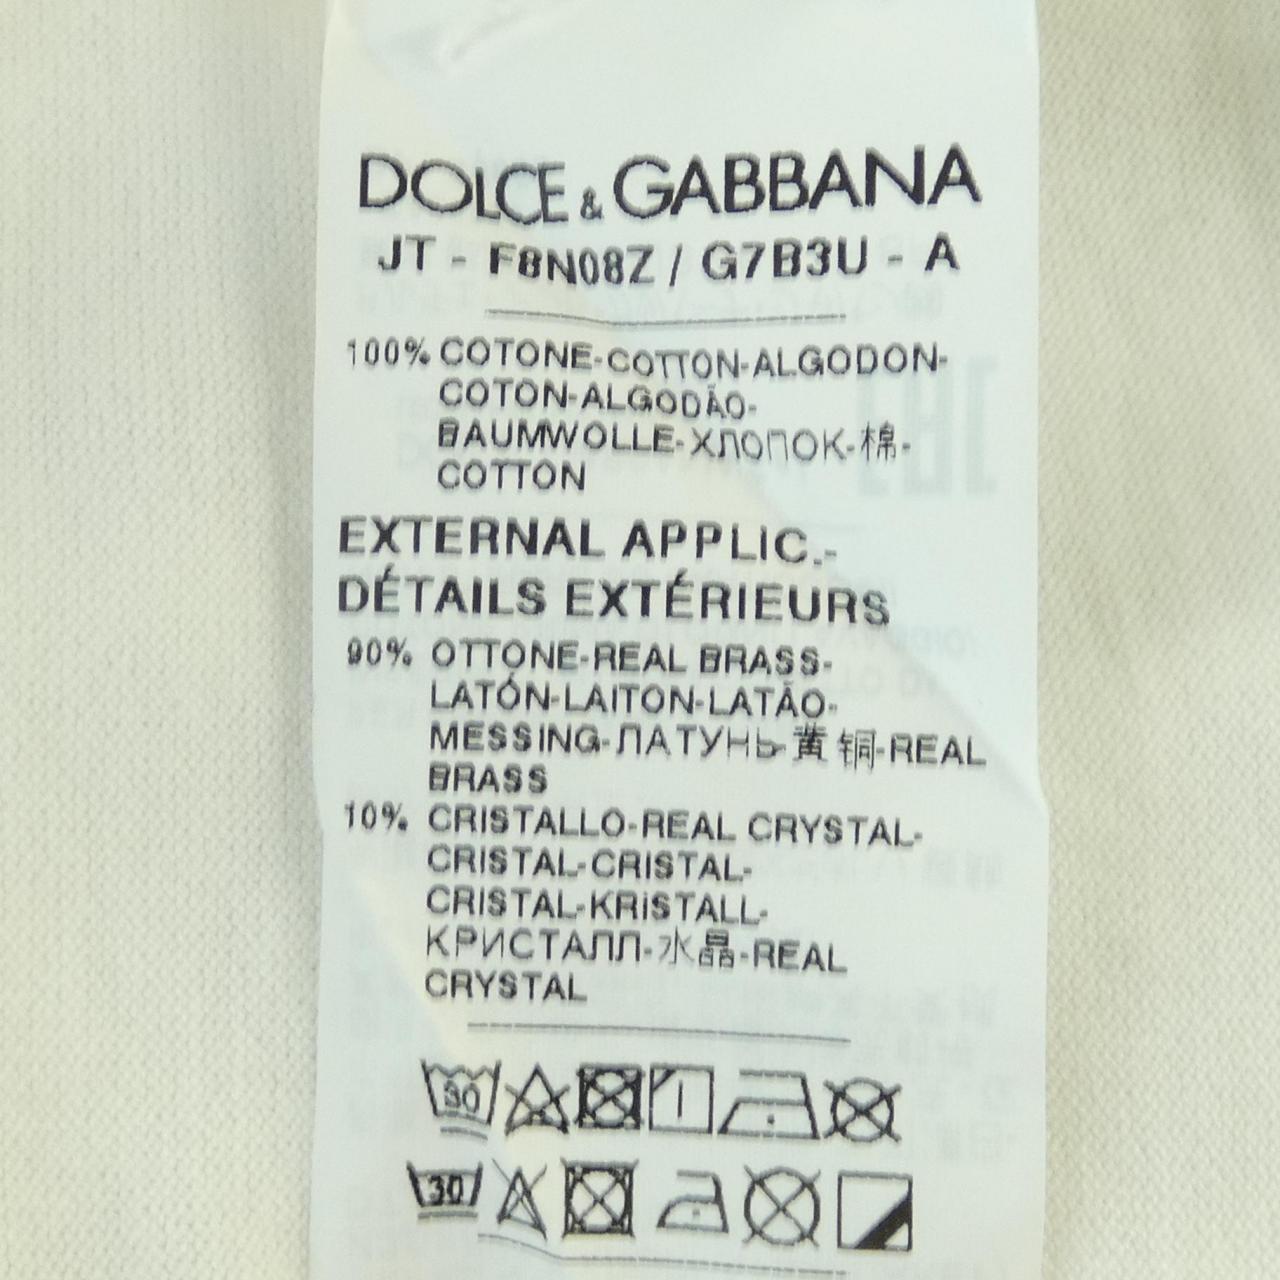 DOLCE & GABBANA
JT - F8N08Z / G7B3U - A
100% COTONE-COTTON-ALGODON-
COTON-ALGODÃO-
BAUMWOLLE-ХЛОПОК-棉-
COTTON
EXTERNAL APPLIC.-
DÉTAILS EXTÉRIEURS
90% OTTONE-REAL BRASS-
LATÓN-LAITON-LATÃO-
MESSING-ЛАТУНЬ-黄铜-REAL
BRASS
10% CRISTALLO-REAL CRYSTAL-
CRISTAL-CRISTAL-
CRISTAL-KRISTALL-
КРИСТАЛЛ-水晶-REAL
CRYSTAL
30
30